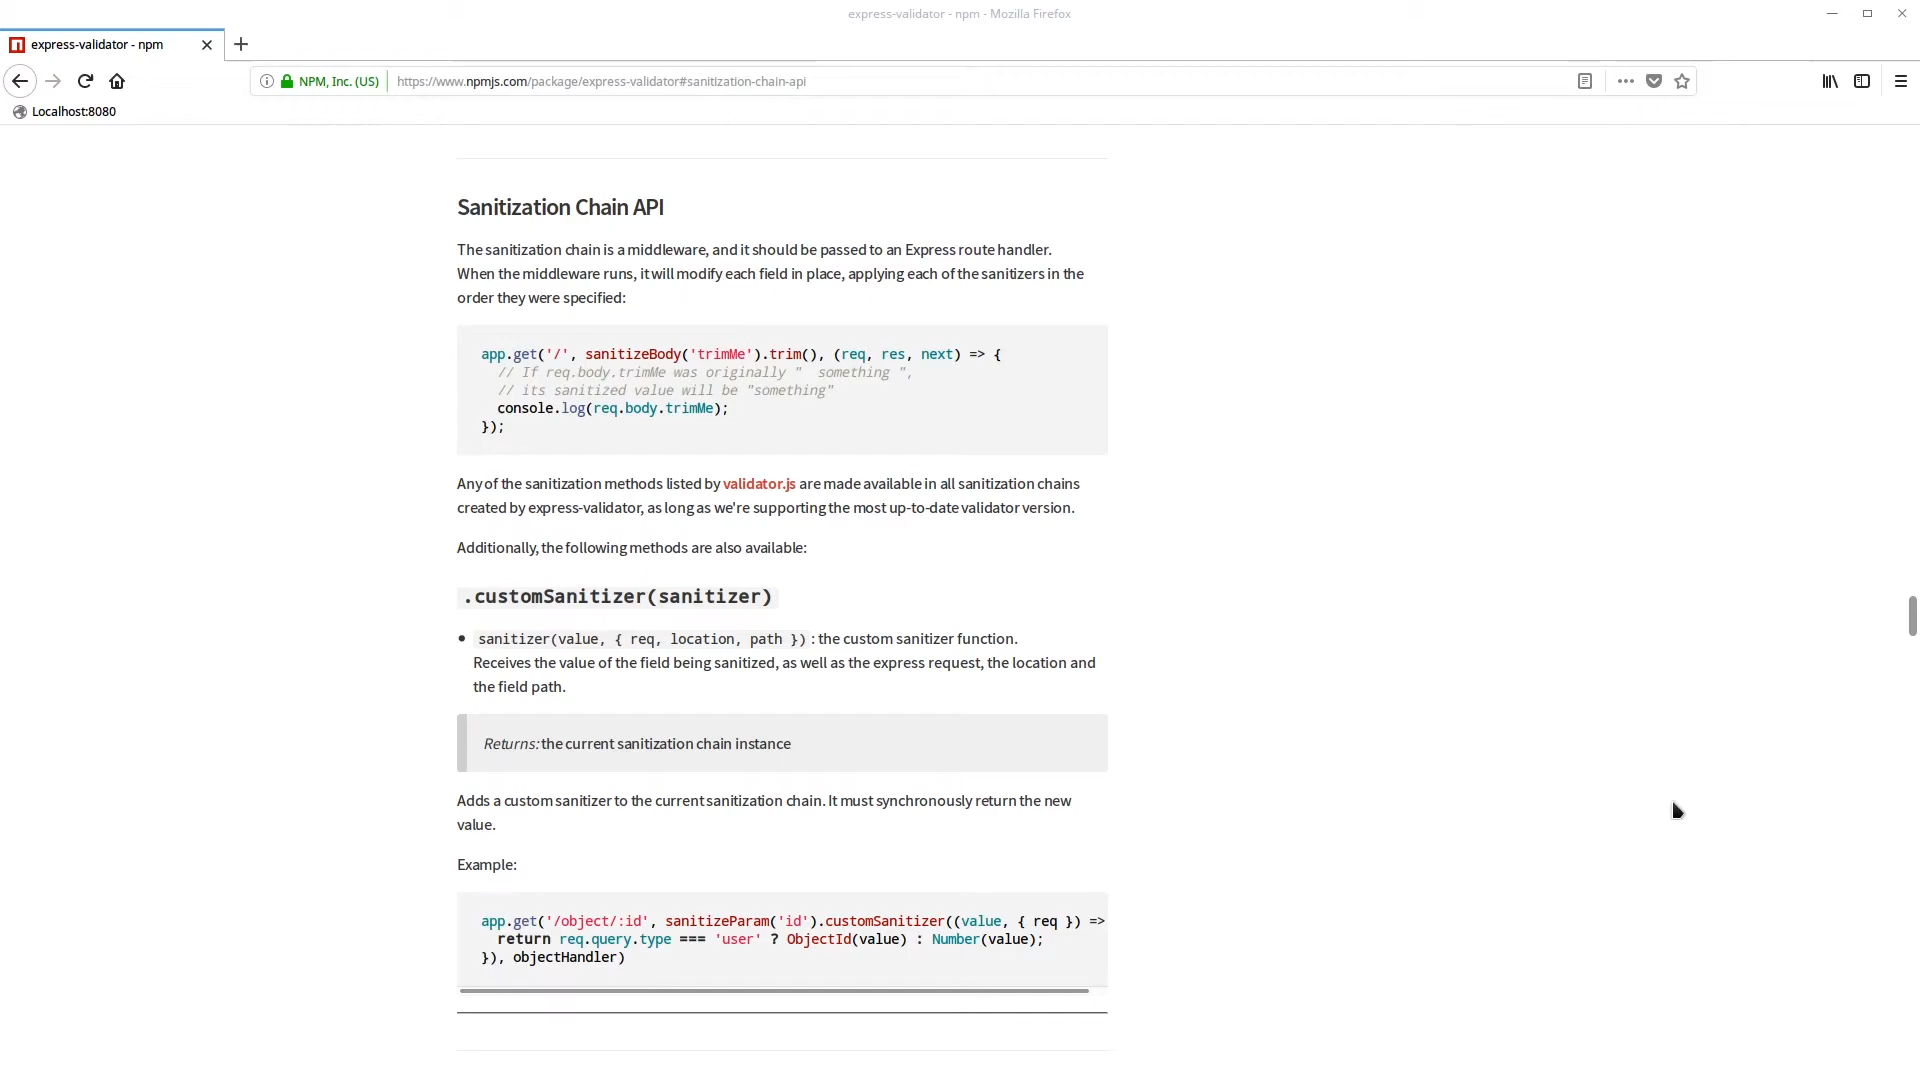 express-validator - npm - Mozilla Firefox
express-validator - npm
NPM, Inc. (US) https://www.npmjs.com/package/express-validator#sanitization-chain-api
Localhost:8080
Sanitization Chain API
The sanitization chain is a middleware, and it should be passed to an Express route handler.
When the middleware runs, it will modify each field in place, applying each of the sanitizers in the
order they were specified:
app.get('/', sanitizeBody('trimMe').trim(), (req, res, next) => {
  // If req.body.trimMe was originally "  something ",
  // its sanitized value will be "something"
  console.log(req.body.trimMe);
});
Any of the sanitization methods listed by validator.js are made available in all sanitization chains
created by express-validator, as long as we're supporting the most up-to-date validator version.
Additionally, the following methods are also available:
.customSanitizer(sanitizer)
• sanitizer(value, { req, location, path }) : the custom sanitizer function.
Receives the value of the field being sanitized, as well as the express request, the location and
the field path.
Returns: the current sanitization chain instance
Adds a custom sanitizer to the current sanitization chain. It must synchronously return the new
value.
Example:
app.get('/object/:id', sanitizeParam('id').customSanitizer((value, { req }) =>
  return req.query.type === 'user' ? ObjectId(value) : Number(value);
}), objectHandler)